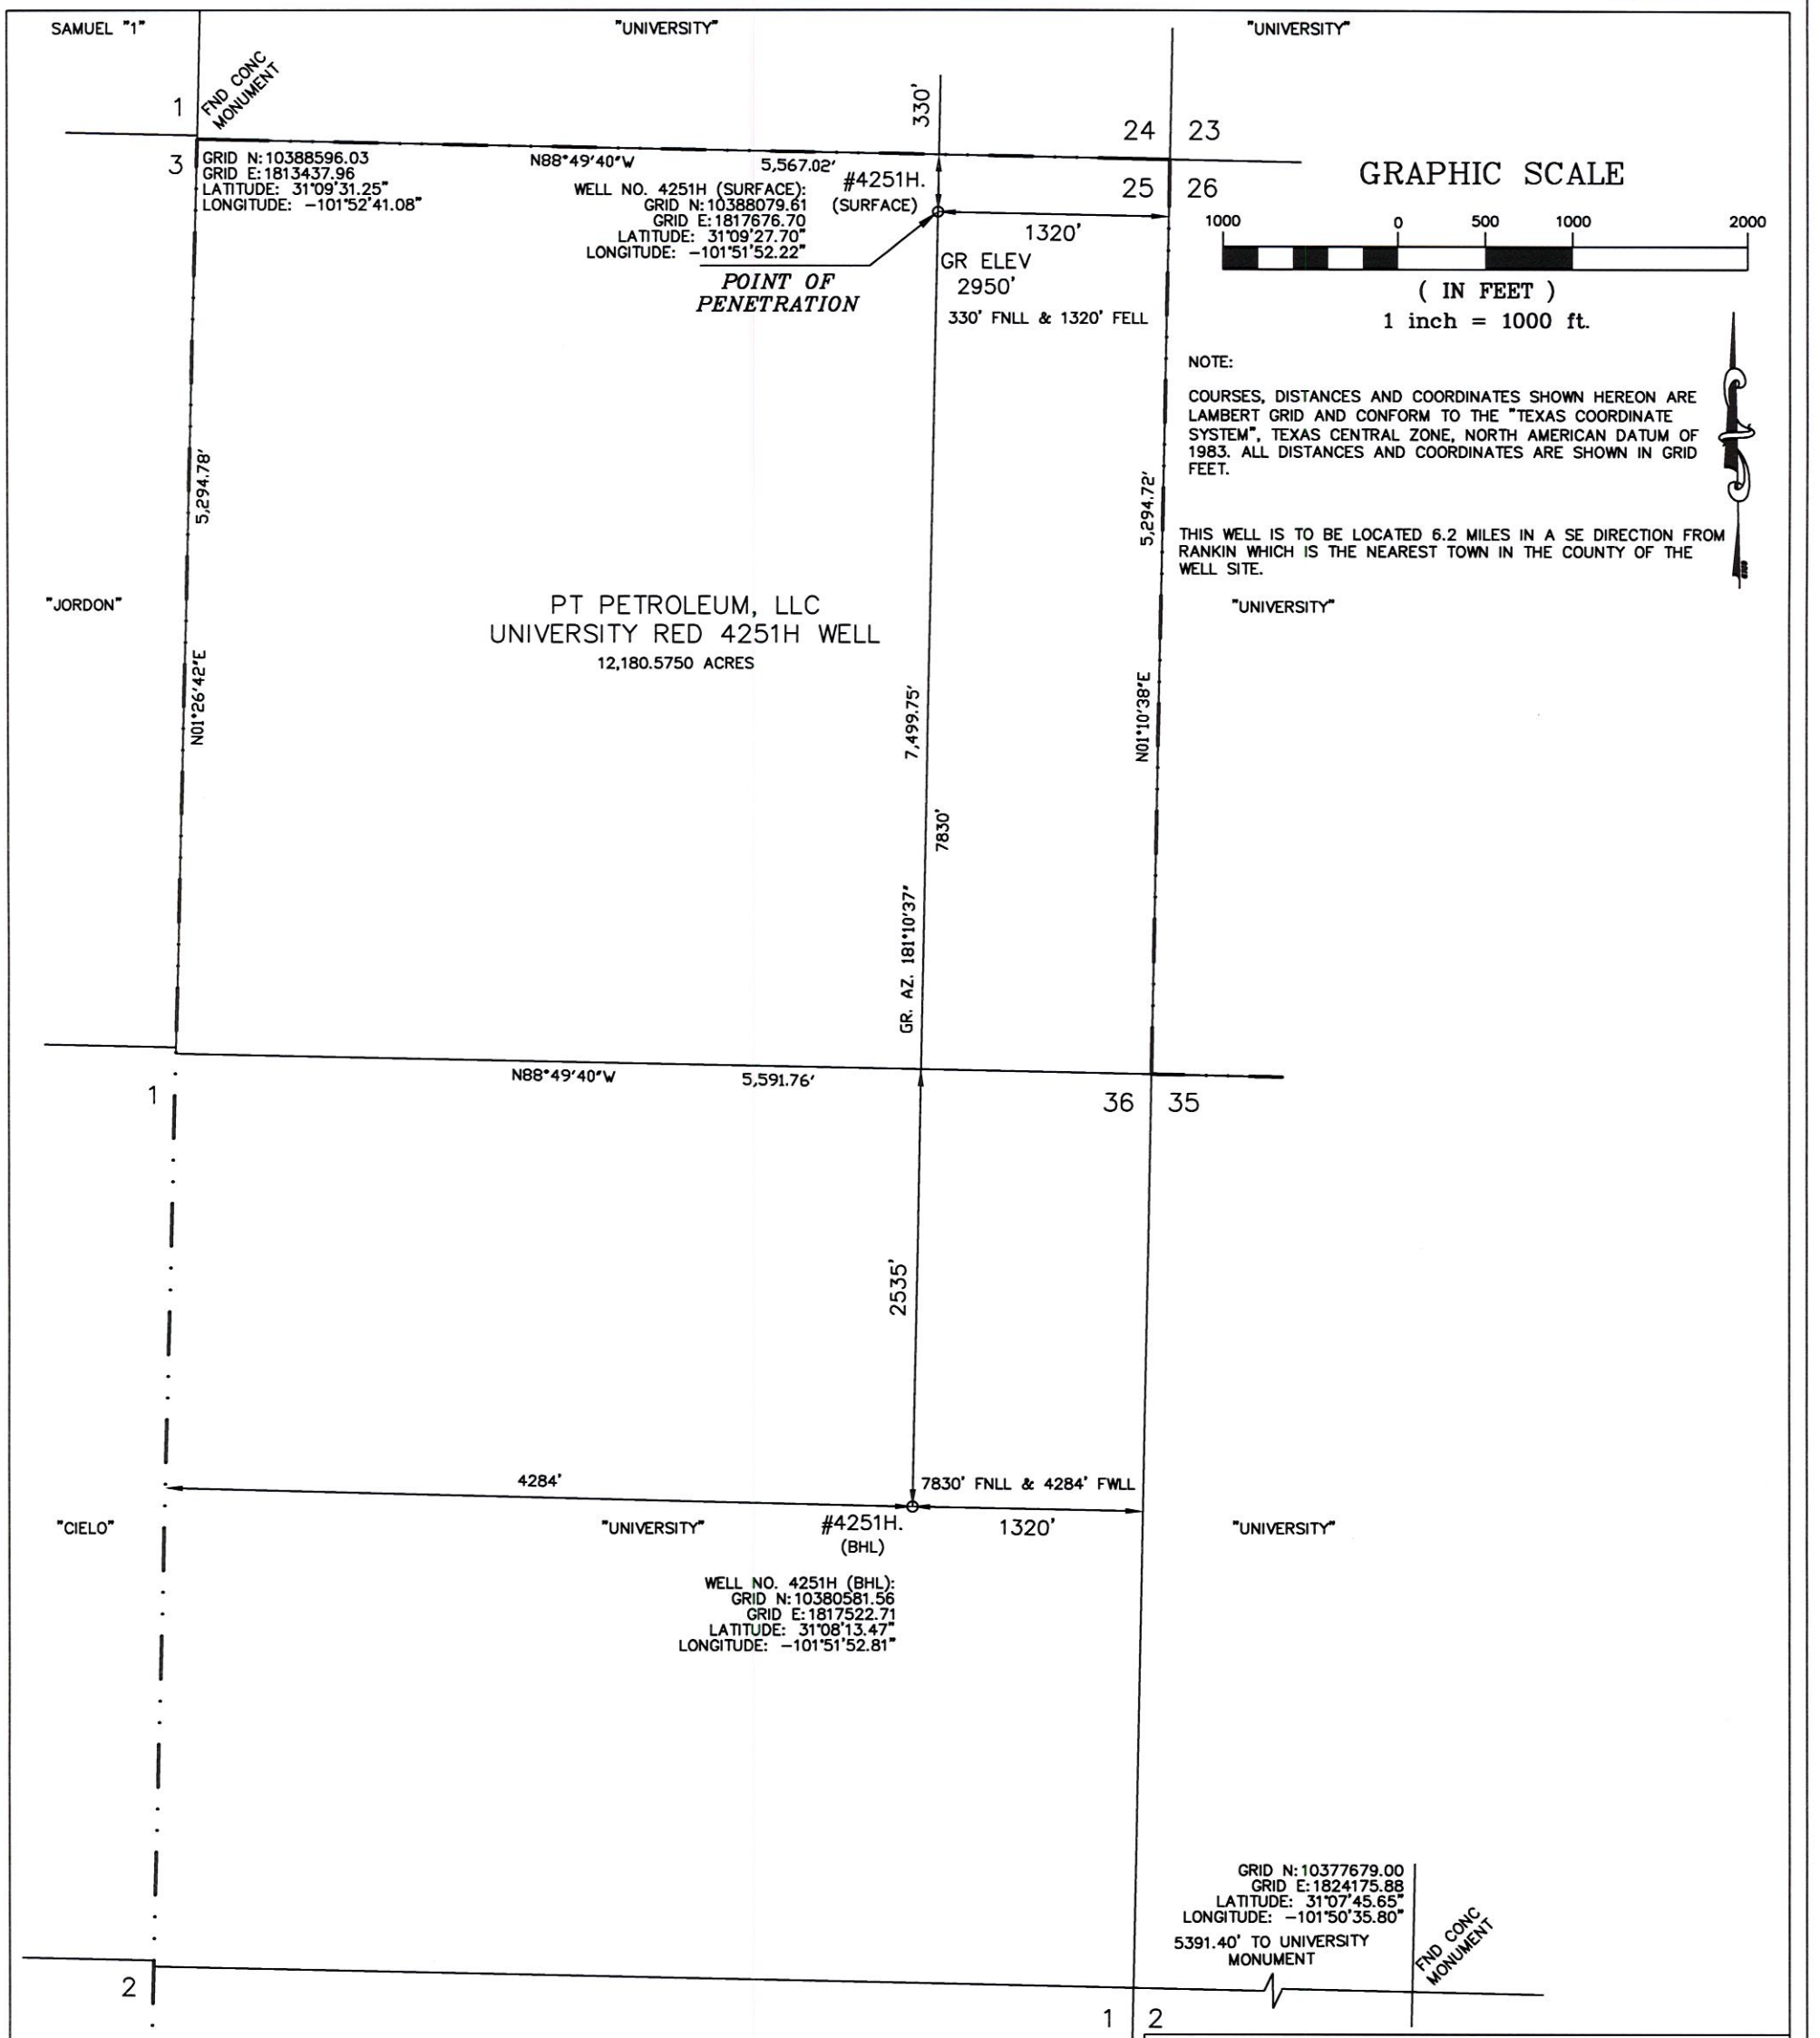 SAMUEL "1"
"UNIVERSITY"
"UNIVERSITY"
FND CONC
MONUMENT
1
330'
24
23
3
GRID N:10388596.03
GRID E:1813437.96
LATITUDE: 31°09'31.25"
LONGITUDE: -101°52'41.08"
N88°49'40"W
5,567.02'
WELL NO. 4251H (SURFACE):
GRID N:10388079.61
GRID E:1817676.70
LATITUDE: 31°09'27.70"
LONGITUDE: -101°51'52.22"
#4251H.
(SURFACE)
25
26
1320'
POINT OF
PENETRATION
GR ELEV
2950'
330' FNLL & 1320' FELL
GRAPHIC SCALE
1000
0
500
1000
2000
( IN FEET )
1 inch = 1000 ft.
NOTE:
COURSES, DISTANCES AND COORDINATES SHOWN HEREON ARE
LAMBERT GRID AND CONFORM TO THE "TEXAS COORDINATE
SYSTEM", TEXAS CENTRAL ZONE, NORTH AMERICAN DATUM OF
1983. ALL DISTANCES AND COORDINATES ARE SHOWN IN GRID
FEET.
THIS WELL IS TO BE LOCATED 6.2 MILES IN A SE DIRECTION FROM
RANKIN WHICH IS THE NEAREST TOWN IN THE COUNTY OF THE
WELL SITE.
5,294.78'
5,294.72'
"JORDON"
PT PETROLEUM, LLC
UNIVERSITY RED 4251H WELL
12,180.5750 ACRES
"UNIVERSITY"
N01°26'42"E
7,499.75'
N01°10'38"E
7830'
GR. AZ. 181°10'37"
1
N88°49'40"W
5,591.76'
36
35
2535'
4284'
7830' FNLL & 4284' FWLL
"CIELO"
"UNIVERSITY"
#4251H.
(BHL)
1320'
"UNIVERSITY"
WELL NO. 4251H (BHL):
GRID N:10380581.56
GRID E:1817522.71
LATITUDE: 31°08'13.47"
LONGITUDE: -101°51'52.81"
GRID N:10377679.00
GRID E:1824175.88
LATITUDE: 31°07'45.65"
LONGITUDE: -101°50'35.80"
5391.40' TO UNIVERSITY
MONUMENT
FND CONC
MONUMENT
2
1
2